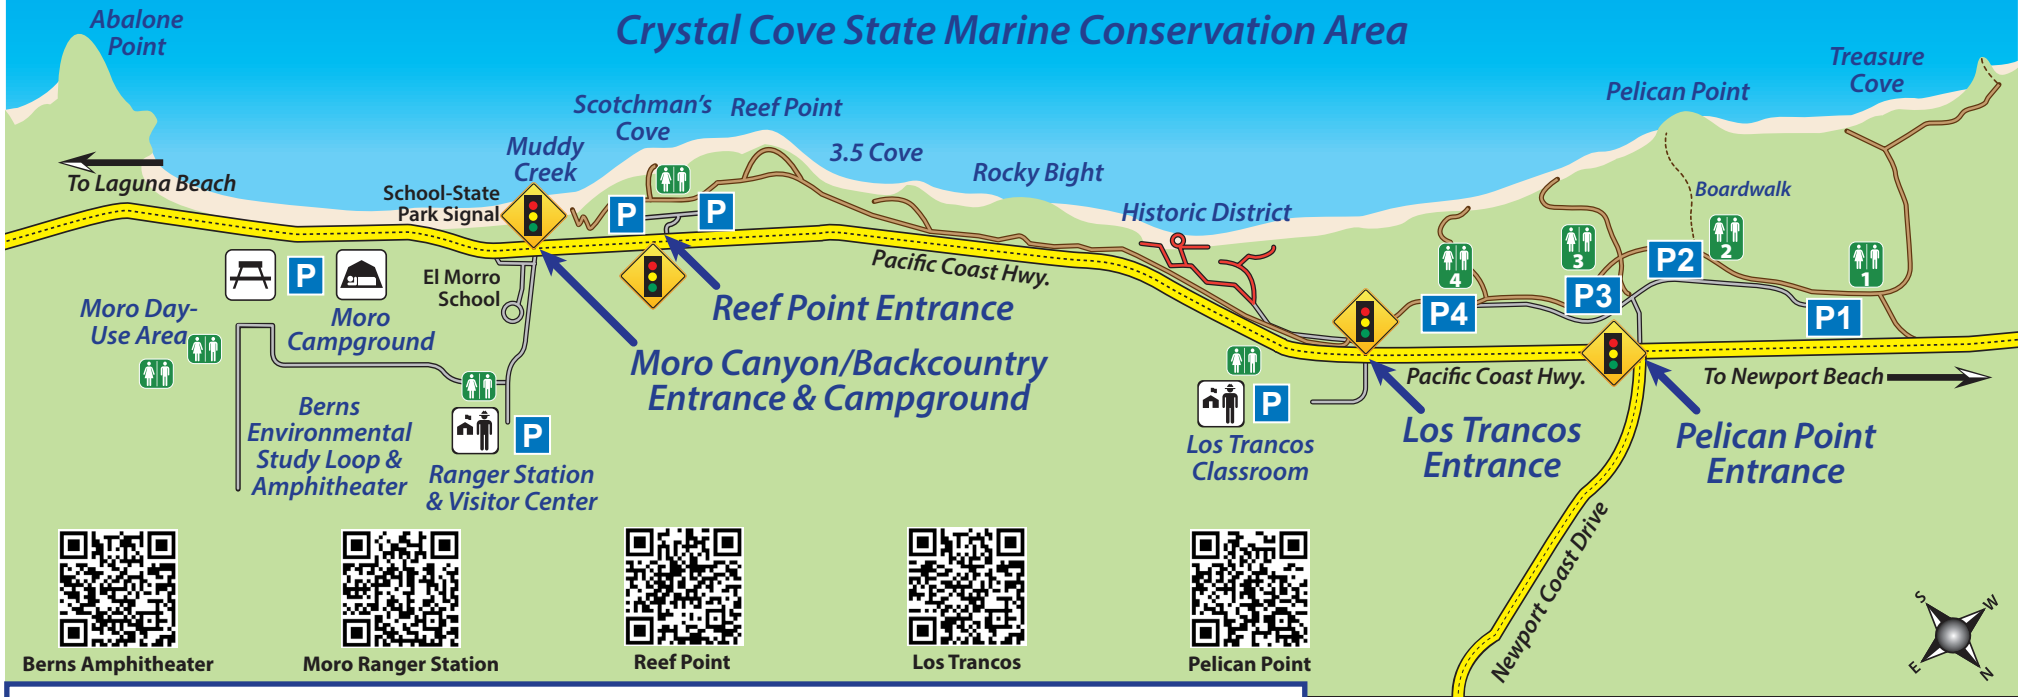 Crystal Cove State Marine Conservation Area
Abalone
Point
Treasure
Cove
Pelican Point
Scotchman's
Cove
Reef Point
Muddy
Creek
3.5 Cove
Rocky Bight
To Laguna Beach
School-State
Park Signal
P
P
Boardwalk
Historic District
2
3
4
1
P2
P3
P4
P1
Pacific Coast Hwy.
P
El Morro
School
Moro Day-
Use Area
Moro
Campground
Reef Point Entrance
Moro Canyon/Backcountry
Entrance & Campground
Pacific Coast Hwy.
To Newport Beach
P
P
Berns
Environmental
Study Loop &
Amphitheater
Ranger Station
& Visitor Center
Los Trancos
Classroom
Los Trancos
Entrance
Pelican Point
Entrance
Newport Coast Drive
Berns Amphitheater
Moro Ranger Station
Reef Point
Los Trancos
Pelican Point
S
W
E
N